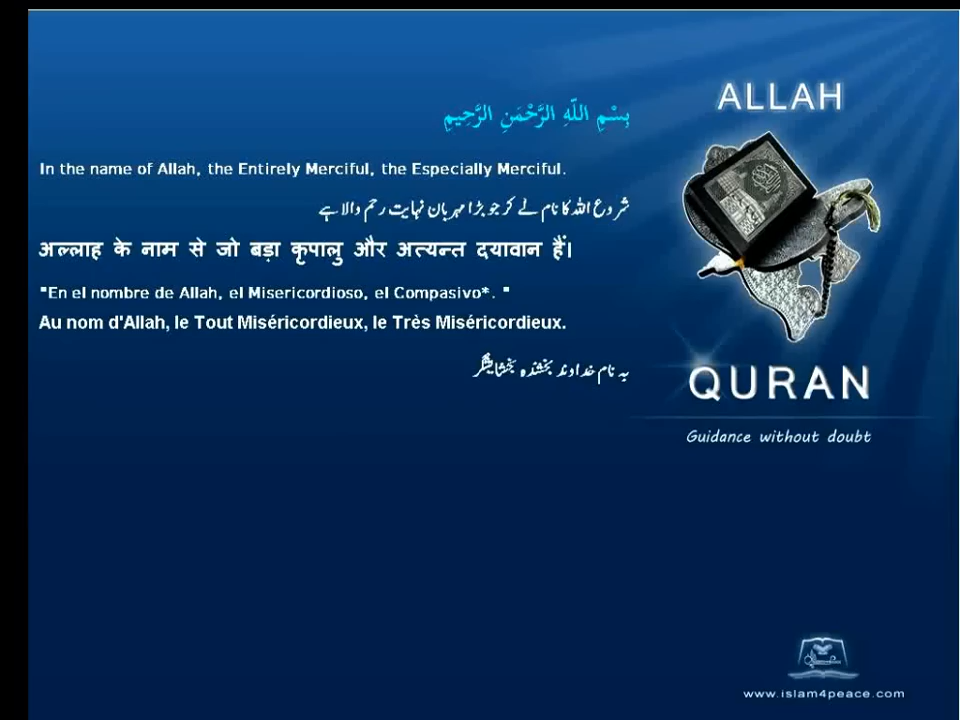 بِسْمِ اللّهِ الرَّحْمَنِ الرَّحِيمِ
In the name of Allah, the Entirely Merciful, the Especially Merciful.
شروع الله کا نام لے کر جو بڑا مہربان نہایت رحم والا ہے
अल्लाह के नाम से जो बड़ा कृपालु और अत्यन्त दयावान हैं।
"En el nombre de Allah, el Misericordioso, el Compasivo*. "
Au nom d'Allah, le Tout Miséricordieux, le Très Miséricordieux.
به نام خداوند بخشنده بخشایشگر
ALLAH
QURAN
Guidance without doubt
www.islam4peace.com